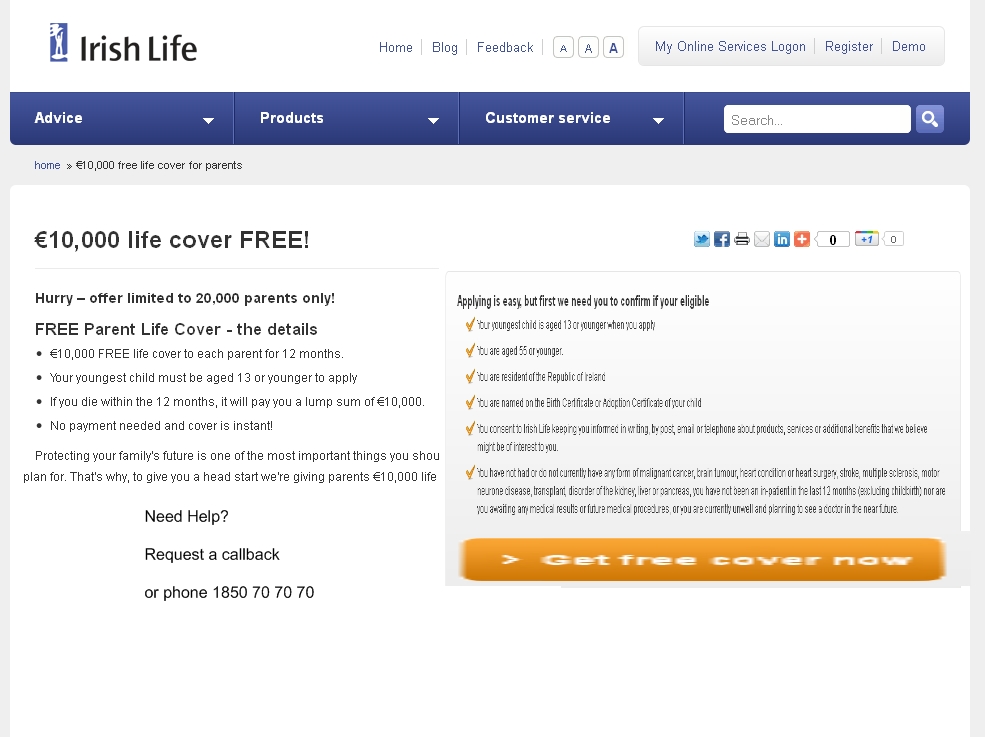 Irish Life
Home Blog Feedback A A A My Online Services Logon Register Demo
Advice Products Customer service Search...
home » €10,000 free life cover for parents
€10,000 life cover FREE!
0 +1 0
Hurry – offer limited to 20,000 parents only!
FREE Parent Life Cover - the details
• €10,000 FREE life cover to each parent for 12 months.
• Your youngest child must be aged 13 or younger to apply
• If you die within the 12 months, it will pay you a lump sum of €10,000.
• No payment needed and cover is instant!
Protecting your family's future is one of the most important things you shou
plan for. That's why, to give you a head start we're giving parents €10,000 life
Need Help?
Request a callback
or phone 1850 70 70 70
Applying is easy, but first we need you to confirm if your eligible
Your youngest child is aged 13 or younger when you apply
You are aged 55 or younger.
You are resident of the Republic of Ireland
You are named on the Birth Certificate or Adoption Certificate of your child
You consent to Irish Life keeping you informed in writing, by post, email or telephone about products, services or additional benefits that we believe
might be of interest to you.
You have not had or do not currently have any form of malignant cancer, brain tumour, heart condition or heart surgery, stroke, multiple sclerosis, motor
neurone disease, transplant, disorder of the kidney, liver or pancreas, you have not been an in-patient in the last 12 months (excluding childbirth) nor are
you awaiting any medical results or future medical procedures, or you are currently unwell and planning to see a doctor in the near future.
> Get free cover now